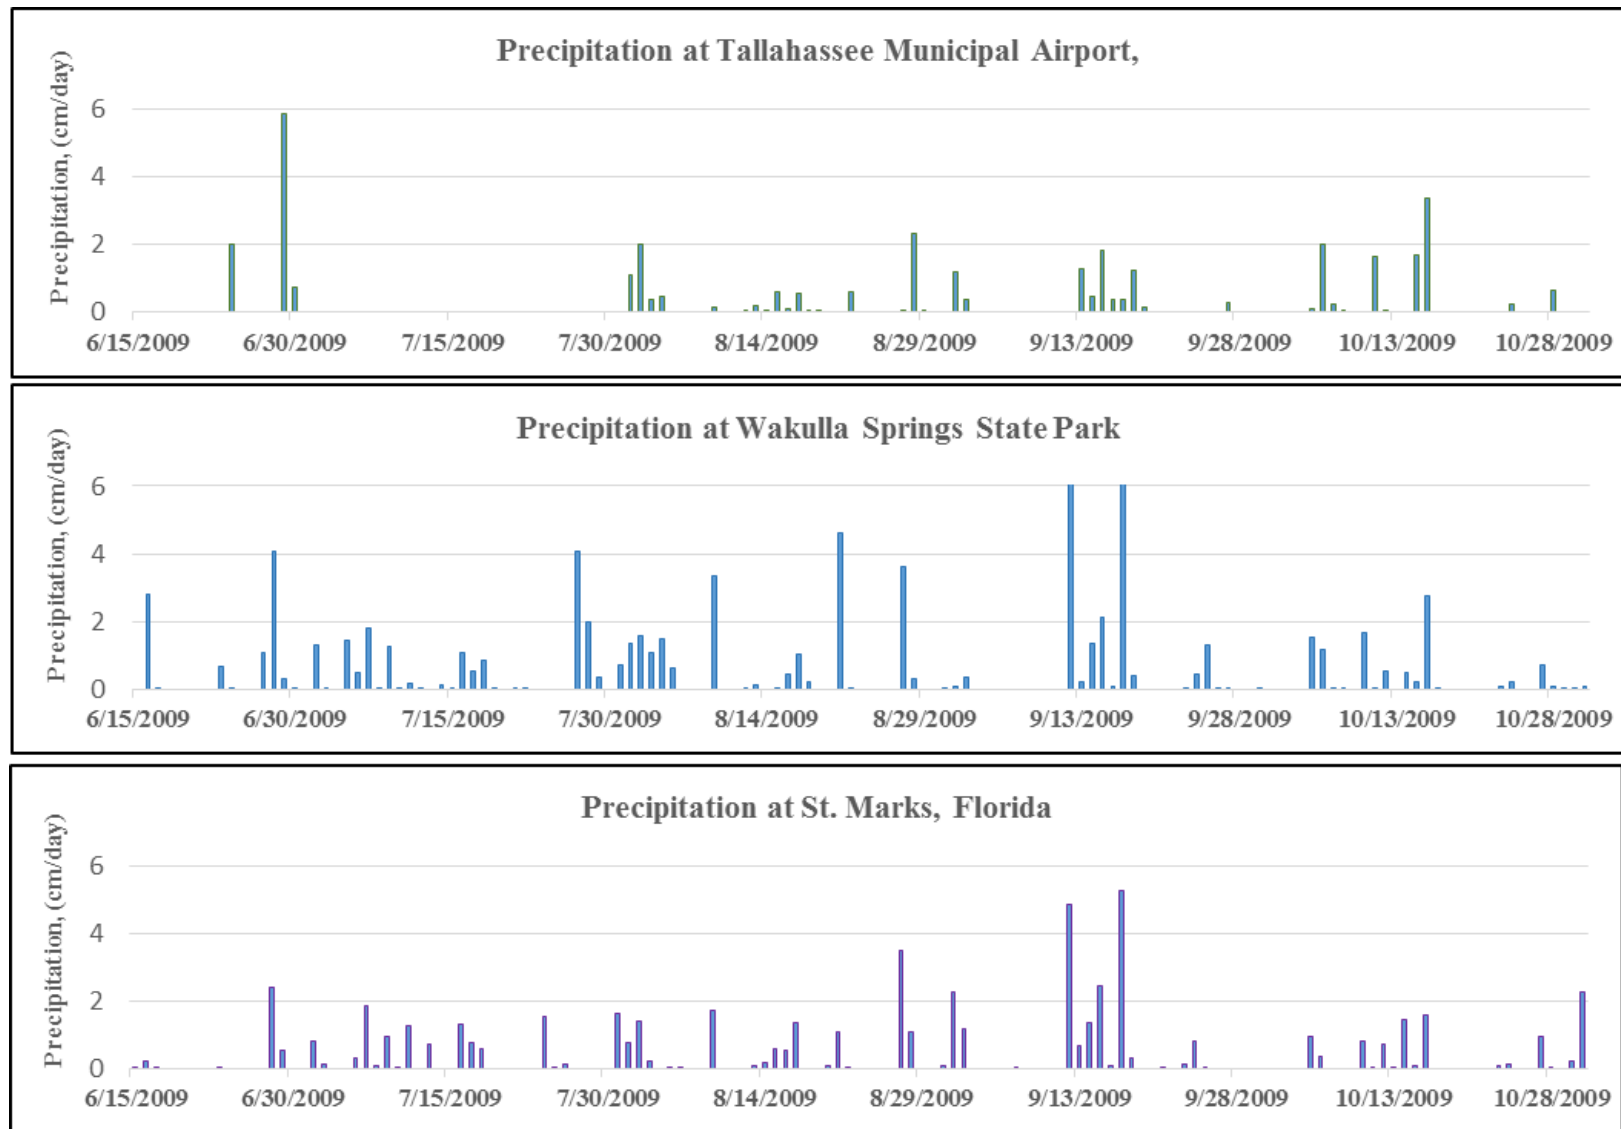 Precipitation at Tallahassee Municipal Airport,
Precipitation, (cm/day)
6
4
2
0
6/15/2009 6/30/2009 7/15/2009 7/30/2009 8/14/2009 8/29/2009 9/13/2009 9/28/2009 10/13/2009 10/28/2009
Precipitation at Wakulla Springs State Park
Precipitation, (cm/day)
6
4
2
0
6/15/2009 6/30/2009 7/15/2009 7/30/2009 8/14/2009 8/29/2009 9/13/2009 9/28/2009 10/13/2009 10/28/2009
Precipitation at St. Marks, Florida
Precipitation, (cm/day)
6
4
2
0
6/15/2009 6/30/2009 7/15/2009 7/30/2009 8/14/2009 8/29/2009 9/13/2009 9/28/2009 10/13/2009 10/28/2009